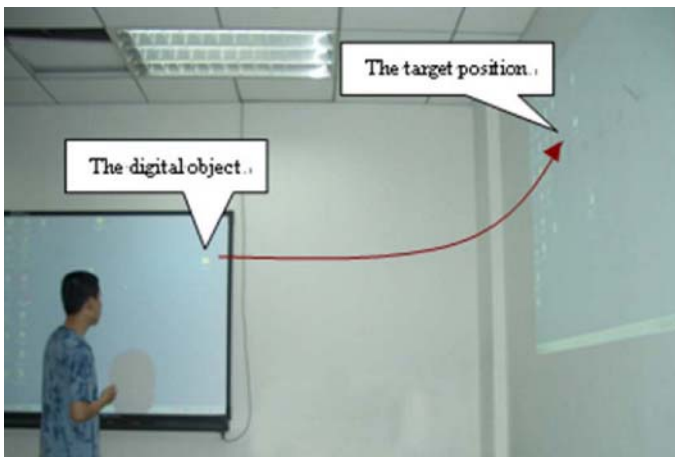 The target position.
The digital object.